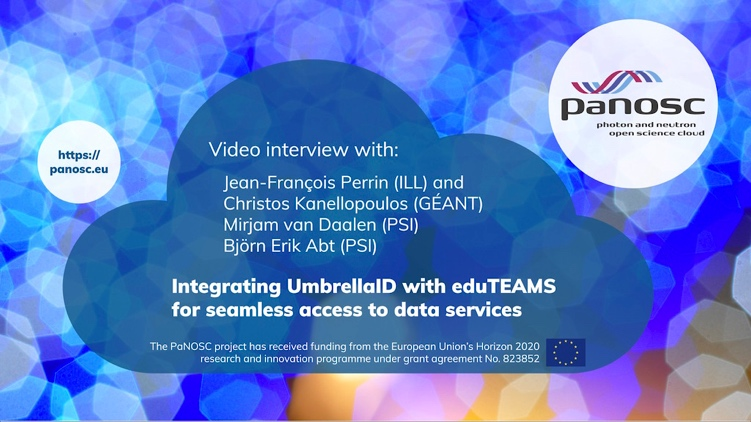 panosc
photon and neutron
open science cloud
https://
panosc.eu
Video interview with:
Jean-François Perrin (ILL) and
Christos Kanellopoulos (GÉANT)
Mirjam van Daalen (PSI)
Björn Erik Abt (PSI)
Integrating UmbrellaID with eduTEAMS
for seamless access to data services
The PaNOSC project has received funding from the European Union's Horizon 2020
research and innovation programme under grant agreement No. 823852